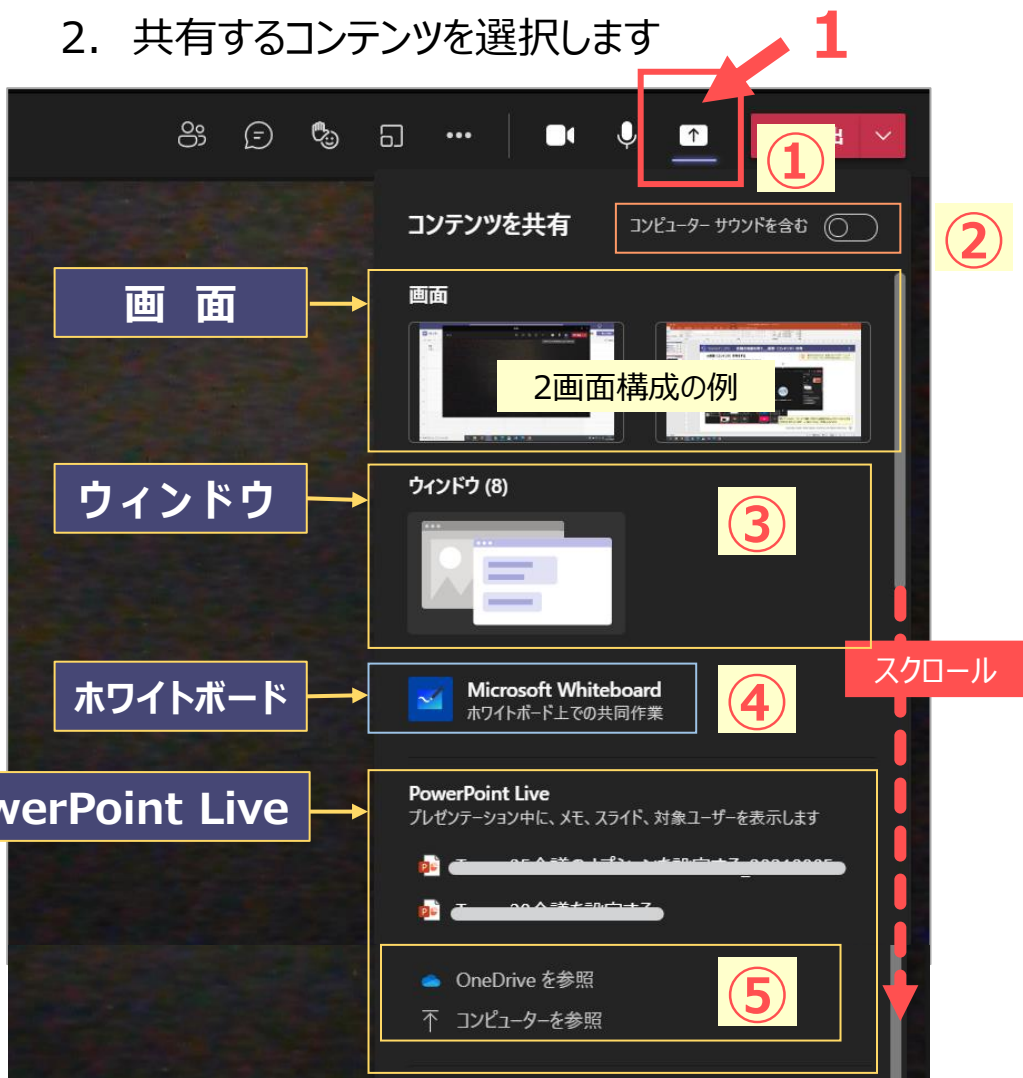 2. 共有するコンテンツを選択します
1
①
出
コンテンツを共有
コンピューター サウンドを含む
②
画 面
画面
2画面構成の例
ウィンドウ
ウィンドウ (8)
③
スクロール
ホワイトボード
Microsoft Whiteboard
ホワイトボード上での共同作業
④
werPoint Live
PowerPoint Live
プレゼンテーション中に、メモ、スライド、対象ユーザーを表示します
OneDrive を参照
⑤
コンピューターを参照